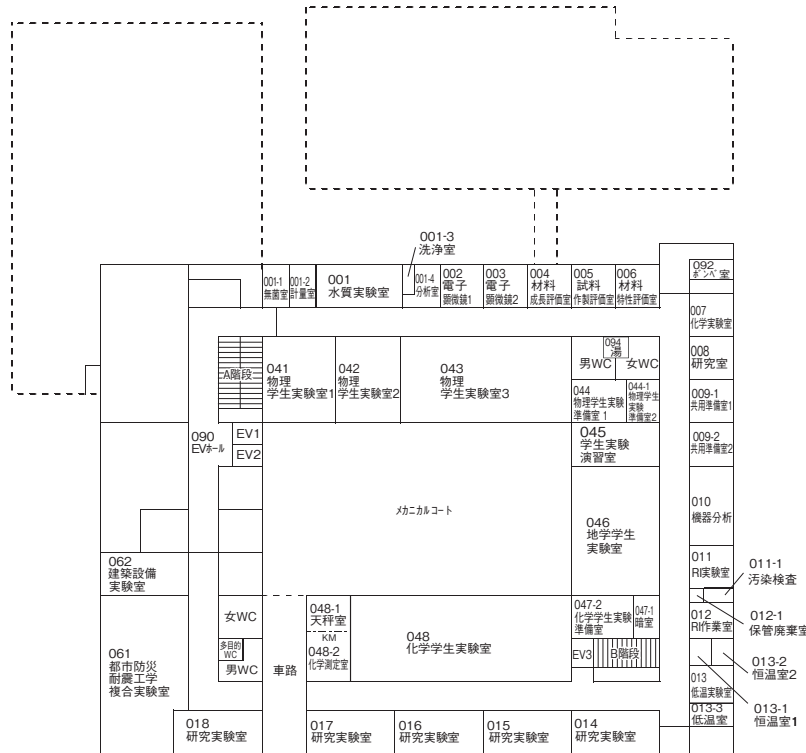 001-3
洗浄室
001-1
無菌室
001-2
計量室
001
水質実験室
001-4
分析室
002
電子
顕微鏡1
003
電子
顕微鏡2
004
材料
成長評価室
005
試料
作製評価室
006
材料
特性評価室
092
ボンベ室
007
化学実験室
A階段
041
物理
学生実験室1
042
物理
学生実験室2
043
物理
学生実験室3
094
湯
男WC
女WC
008
研究室
044
物理学生実験
準備室 1
044-1
物理学生
実験
準備室2
009-1
共用準備室1
090
EVホール
EV1
EV2
045
学生実験
演習室
009-2
共用準備室2
メカニカルコート
046
地学学生
実験室
010
機器分析
062
建築設備
実験室
011
RI実験室
011-1
汚染検査
女WC
048-1
天秤室
KM
048-2
化学測定室
048
化学学生実験室
047-2
化学学生実験
準備室
047-1
暗室
012
RI作業室
012-1
保管廃棄室
061
都市防災
耐震工学
複合実験室
多目的
WC
男WC
車路
EV3
B階段
013-2
恒温室2
013
低温実験室
013-3
低温室
013-1
恒温室1
018
研究実験室
017
研究実験室
016
研究実験室
015
研究実験室
014
研究実験室